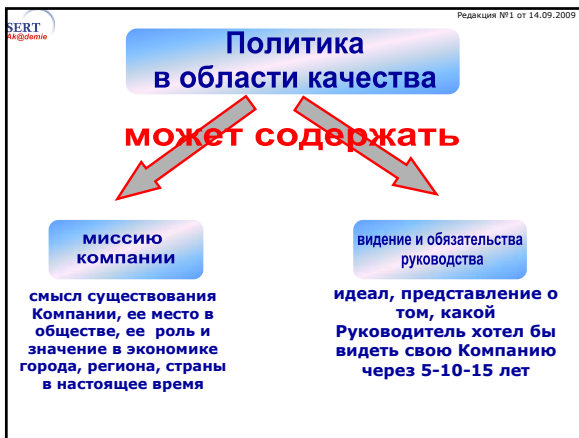 Редакция №1 от 14.09.2009
SERT
Ak@demie
Политика
в области качества
может содержать
миссию
компании
видение и обязательства
руководства
смысл существования
Компании, ее место в
обществе, ее роль и
значение в экономике
города, региона, страны
в настоящее время
идеал, представление о
том, какой
Руководитель хотел бы
видеть свою Компанию
через 5-10-15 лет